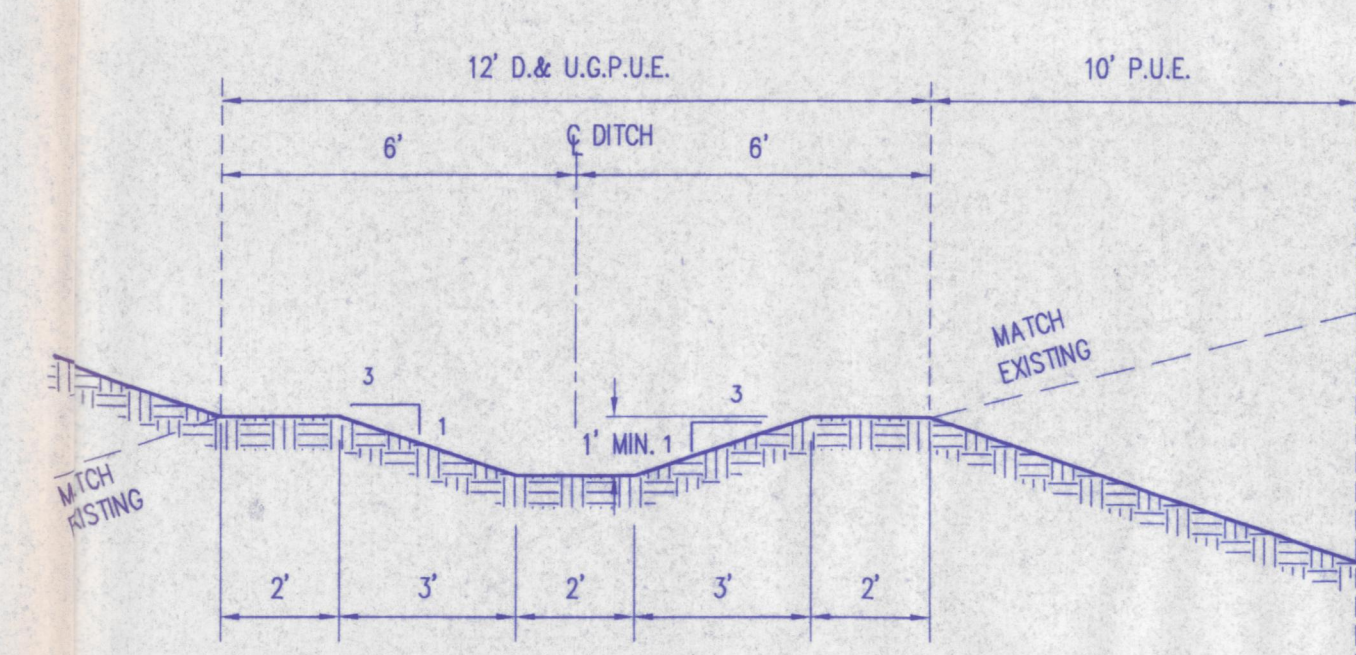 12' D.& U.G.P.U.E.
10' P.U.E.
℄ DITCH
6'
6'
MATCH
EXISTING
3
1
3
1' MIN. 1
2'
3'
2'
3'
2'